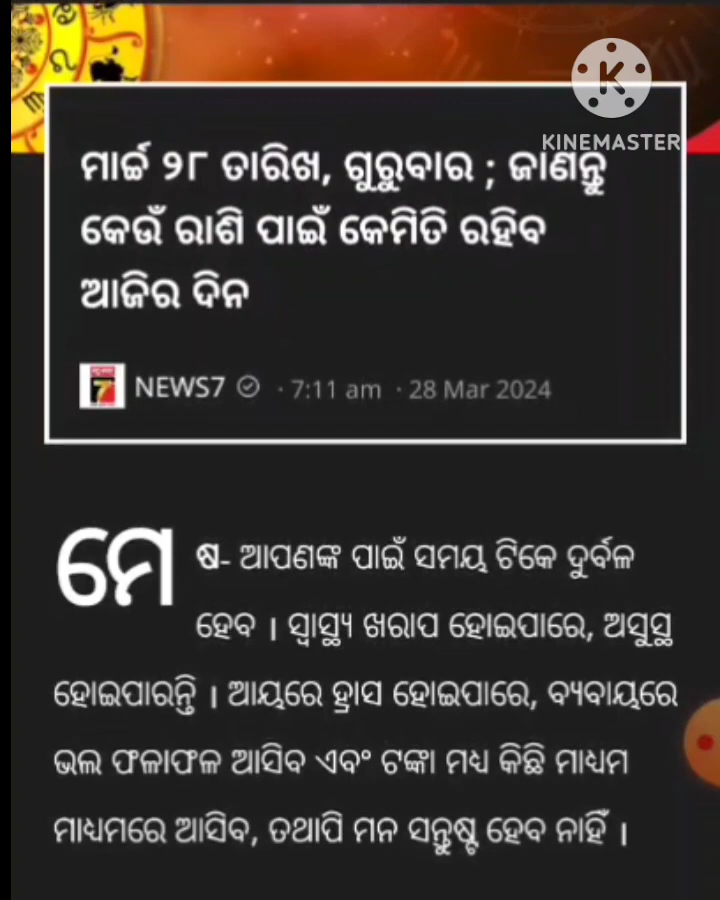 KINEMASTER
ମାର୍ଚ୍ଚ ୨୮ ତାରିଖ, ଗୁରୁବାର ; ଜାଣନ୍ତୁ
କେଉଁ ରାଶି ପାଇଁ କେମିତି ରହିବ
ଆଜିର ଦିନ
NEWS7 · 7:11 am · 28 Mar 2024
ମେଷ- ଆପଣଙ୍କ ପାଇଁ ସମୟ ଟିକେ ଦୁର୍ବଳ
ହେବ । ସ୍ୱାସ୍ଥ୍ୟ ଖରାପ ହୋଇପାରେ, ଅସୁସ୍ଥ
ହୋଇପାରନ୍ତି । ଆୟରେ ହ୍ରାସ ହୋଇପାରେ, ବ୍ୟବାୟରେ
ଭଲ ଫଳାଫଳ ଆସିବ ଏବଂ ଟଙ୍କା ମଧ୍ୟ କିଛି ମାଧ୍ୟମ
ମାଧ୍ୟମରେ ଆସିବ, ତଥାପି ମନ ସନ୍ତୁଷ୍ଟ ହେବ ନାହିଁ ।